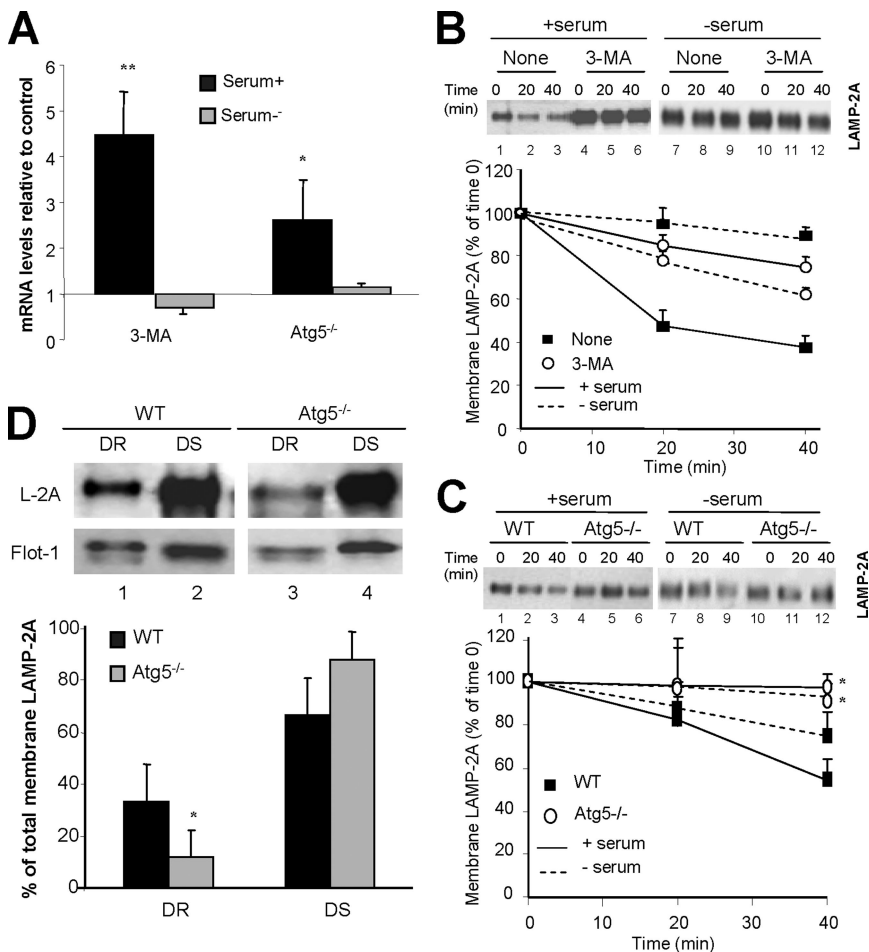 A
6
5
4
3
2
1
0
mRNA levels relative to control
**
*
Serum+
Serum--
3-MA
Atg5-/-
B
+serum
-serum
None
3-MA
None
3-MA
Time (min)
0 20 40 0 20 40 0 20 40 0 20 40
LAMP-2A
1 2 3 4 5 6 7 8 9 10 11 12
120
100
80
60
40
20
0
Membrane LAMP-2A (% of time 0)
None
3-MA
+ serum
- serum
0 10 20 30 40
Time (min)
D
WT
Atg5-/-
DR DS DR DS
L-2A
Flot-1
1 2 3 4
100
80
60
40
20
0
% of total membrane LAMP-2A
WT
Atg5-/-
*
DR DS
C
+serum
-serum
WT
Atg5-/-
WT
Atg5-/-
Time (min)
0 20 40 0 20 40 0 20 40 0 20 40
LAMP-2A
1 2 3 4 5 6 7 8 9 10 11 12
120
100
80
60
40
20
0
Membrane LAMP-2A (% of time 0)
*
*
WT
Atg5-/-
+ serum
- serum
0 10 20 40
Time (min)